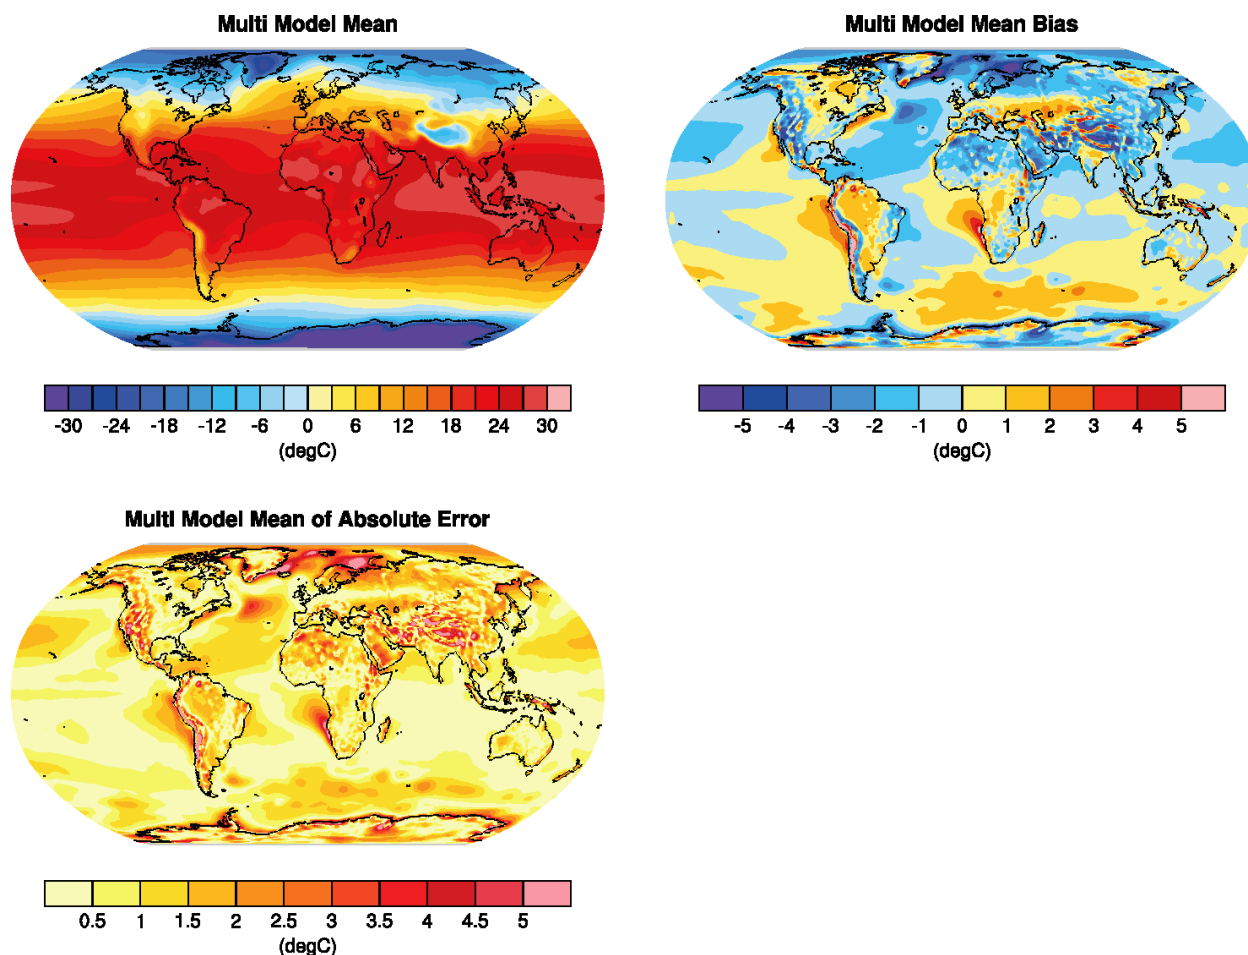 Multi Model Mean
-30 -24 -18 -12 -6 0 6 12 18 24 30
(degC)
Multi Model Mean Bias
-5 -4 -3 -2 -1 0 1 2 3 4 5
(degC)
Multi Model Mean of Absolute Error
0.5 1 1.5 2 2.5 3 3.5 4 4.5 5
(degC)